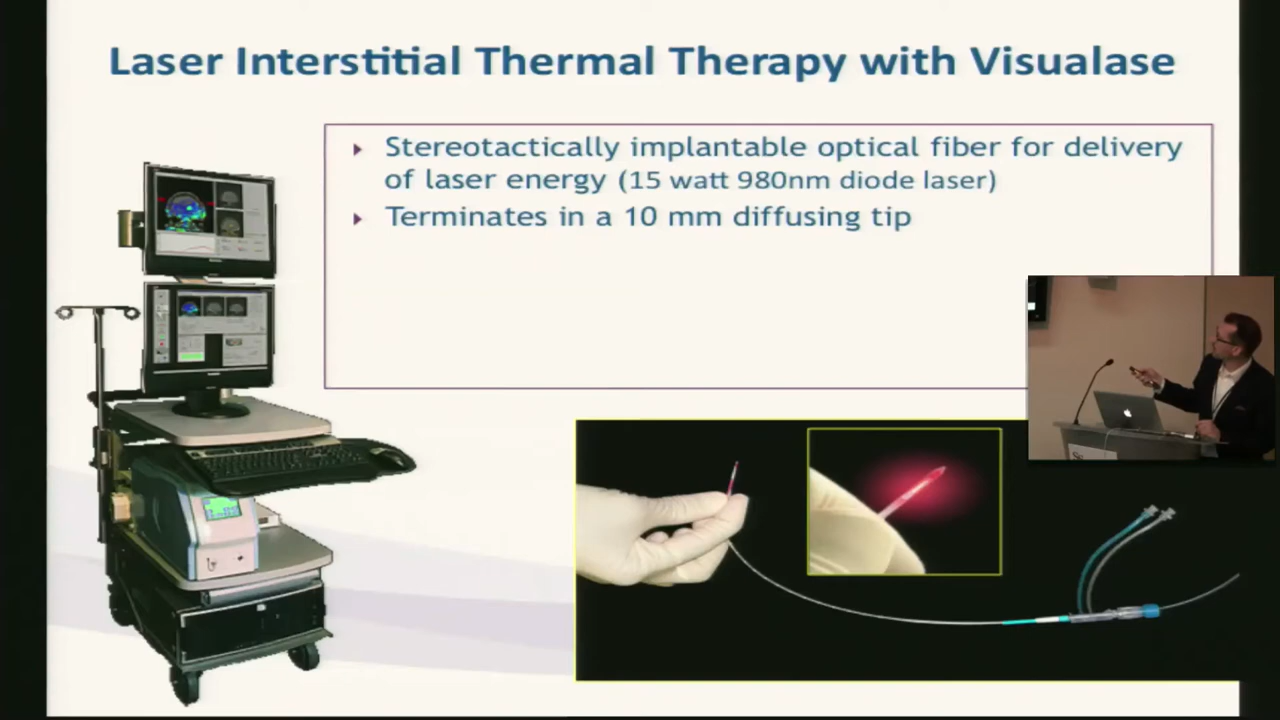 Laser Interstitial Thermal Therapy with Visualase
Stereotactically implantable optical fiber for delivery
of laser energy (15 watt 980nm diode laser)
Terminates in a 10 mm diffusing tip